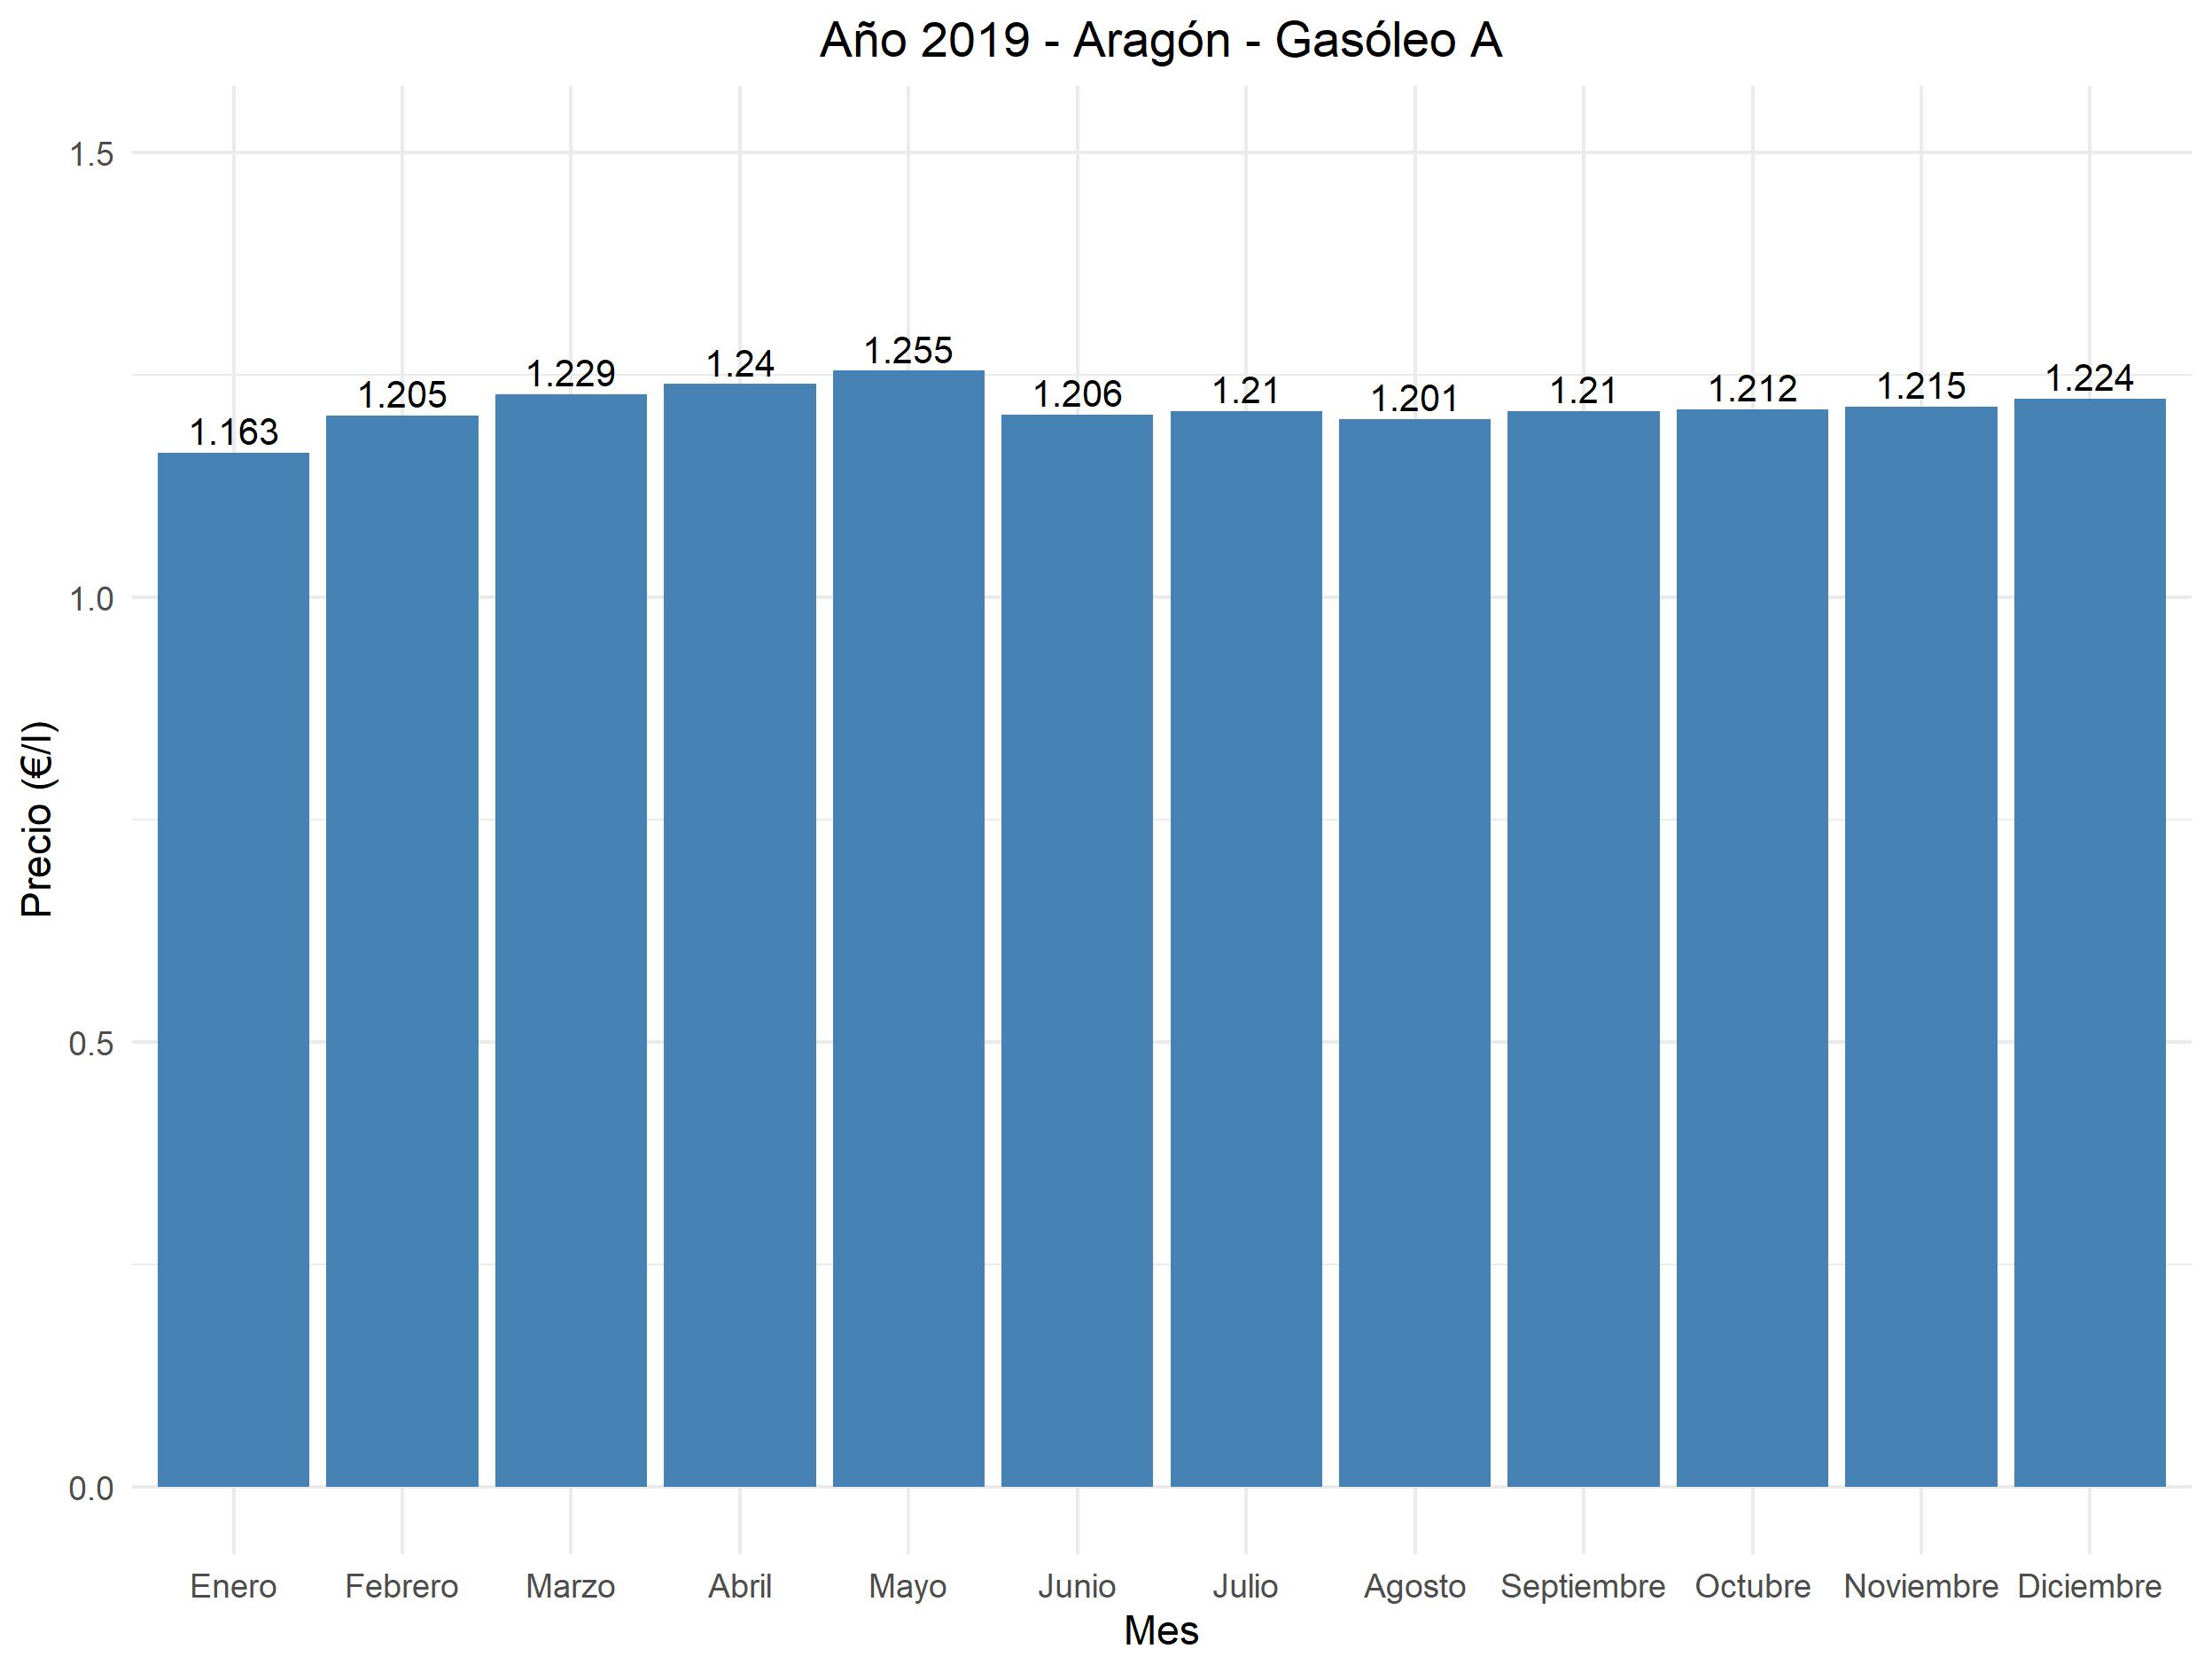 Año 2019 - Aragón - Gasóleo A
1.5
1.0
0.5
0.0
Precio (€/l)
1.163
1.205
1.229
1.24
1.255
1.206
1.21
1.201
1.21
1.212
1.215
1.224
Enero
Febrero
Marzo
Abril
Mayo
Junio
Julio
Agosto
Septiembre
Octubre
Noviembre
Diciembre
Mes